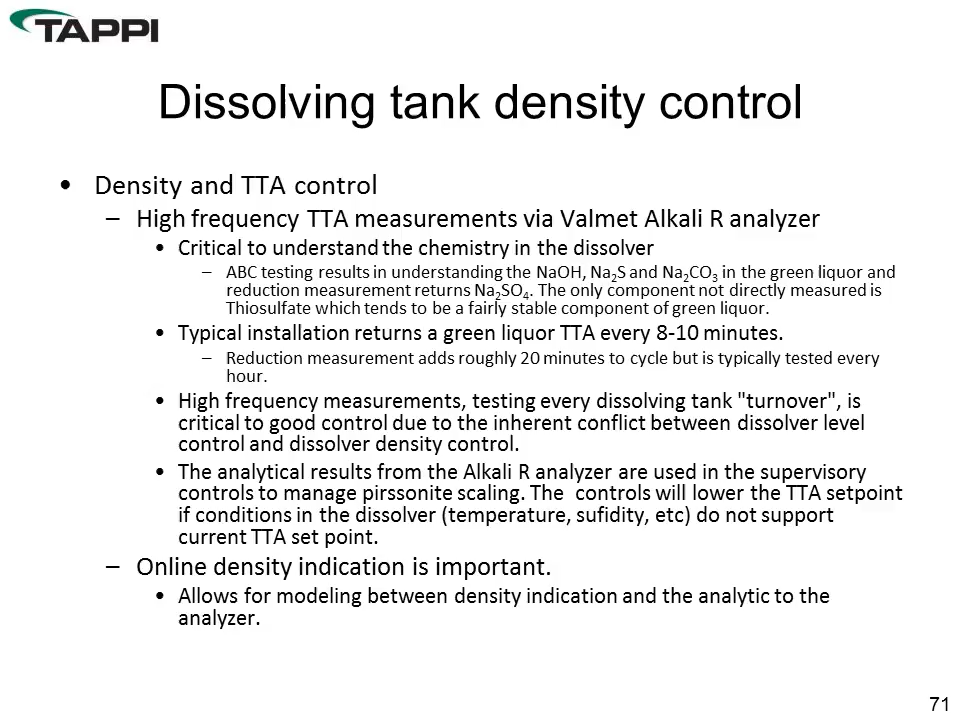 TAPPI
Dissolving tank density control
• Density and TTA control
– High frequency TTA measurements via Valmet Alkali R analyzer
• Critical to understand the chemistry in the dissolver
– ABC testing results in understanding the NaOH, Na₂S and Na₂CO₃ in the green liquor and
reduction measurement returns Na₂SO₄. The only component not directly measured is
Thiosulfate which tends to be a fairly stable component of green liquor.
• Typical installation returns a green liquor TTA every 8-10 minutes.
– Reduction measurement adds roughly 20 minutes to cycle but is typically tested every
hour.
• High frequency measurements, testing every dissolving tank "turnover", is
critical to good control due to the inherent conflict between dissolver level
control and dissolver density control.
• The analytical results from the Alkali R analyzer are used in the supervisory
controls to manage pirssonite scaling. The  controls will lower the TTA setpoint
if conditions in the dissolver (temperature, sufidity, etc) do not support
current TTA set point.
– Online density indication is important.
• Allows for modeling between density indication and the analytic to the
analyzer.
71